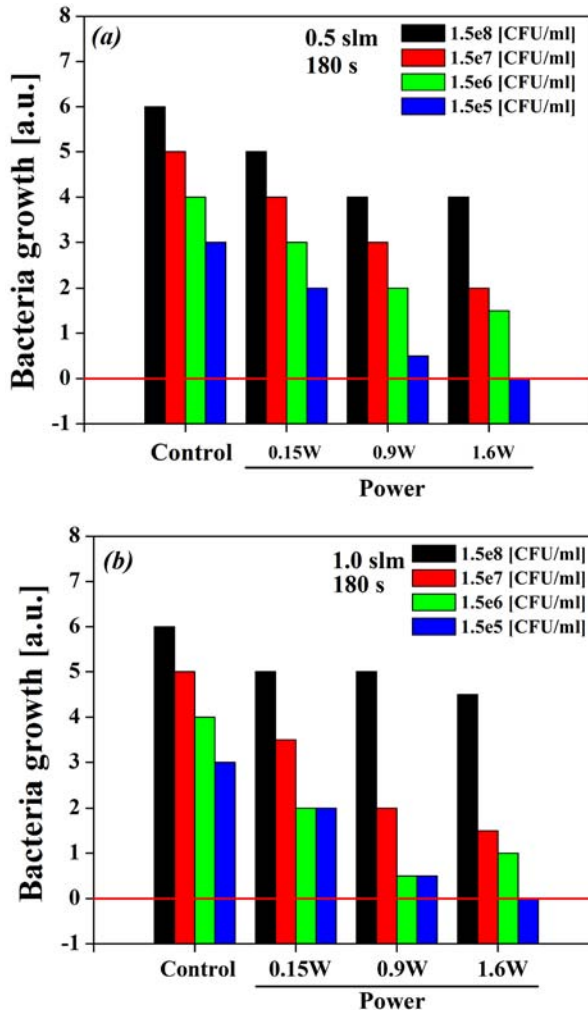 (a)
0.5 slm
180 s
1.5e8 [CFU/ml]
1.5e7 [CFU/ml]
1.5e6 [CFU/ml]
1.5e5 [CFU/ml]
Bacteria growth [a.u.]
8
7
6
5
4
3
2
1
0
-1
Control 0.15W 0.9W 1.6W
Power
(b)
1.0 slm
180 s
1.5e8 [CFU/ml]
1.5e7 [CFU/ml]
1.5e6 [CFU/ml]
1.5e5 [CFU/ml]
Bacteria growth [a.u.]
8
7
6
5
4
3
2
1
0
-1
Control 0.15W 0.9W 1.6W
Power